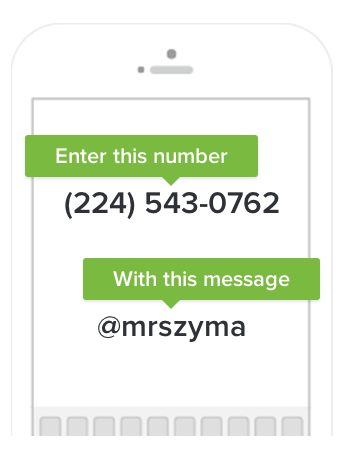 Enter this number
(224) 543-0762
With this message
@mrszyma